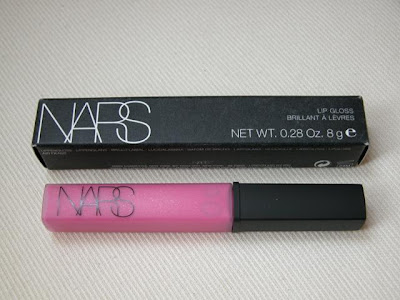 NARS
LIP GLOSS
BRILLANT À LÈVRES
NET WT. 0.28 Oz. 8 g e
NARS